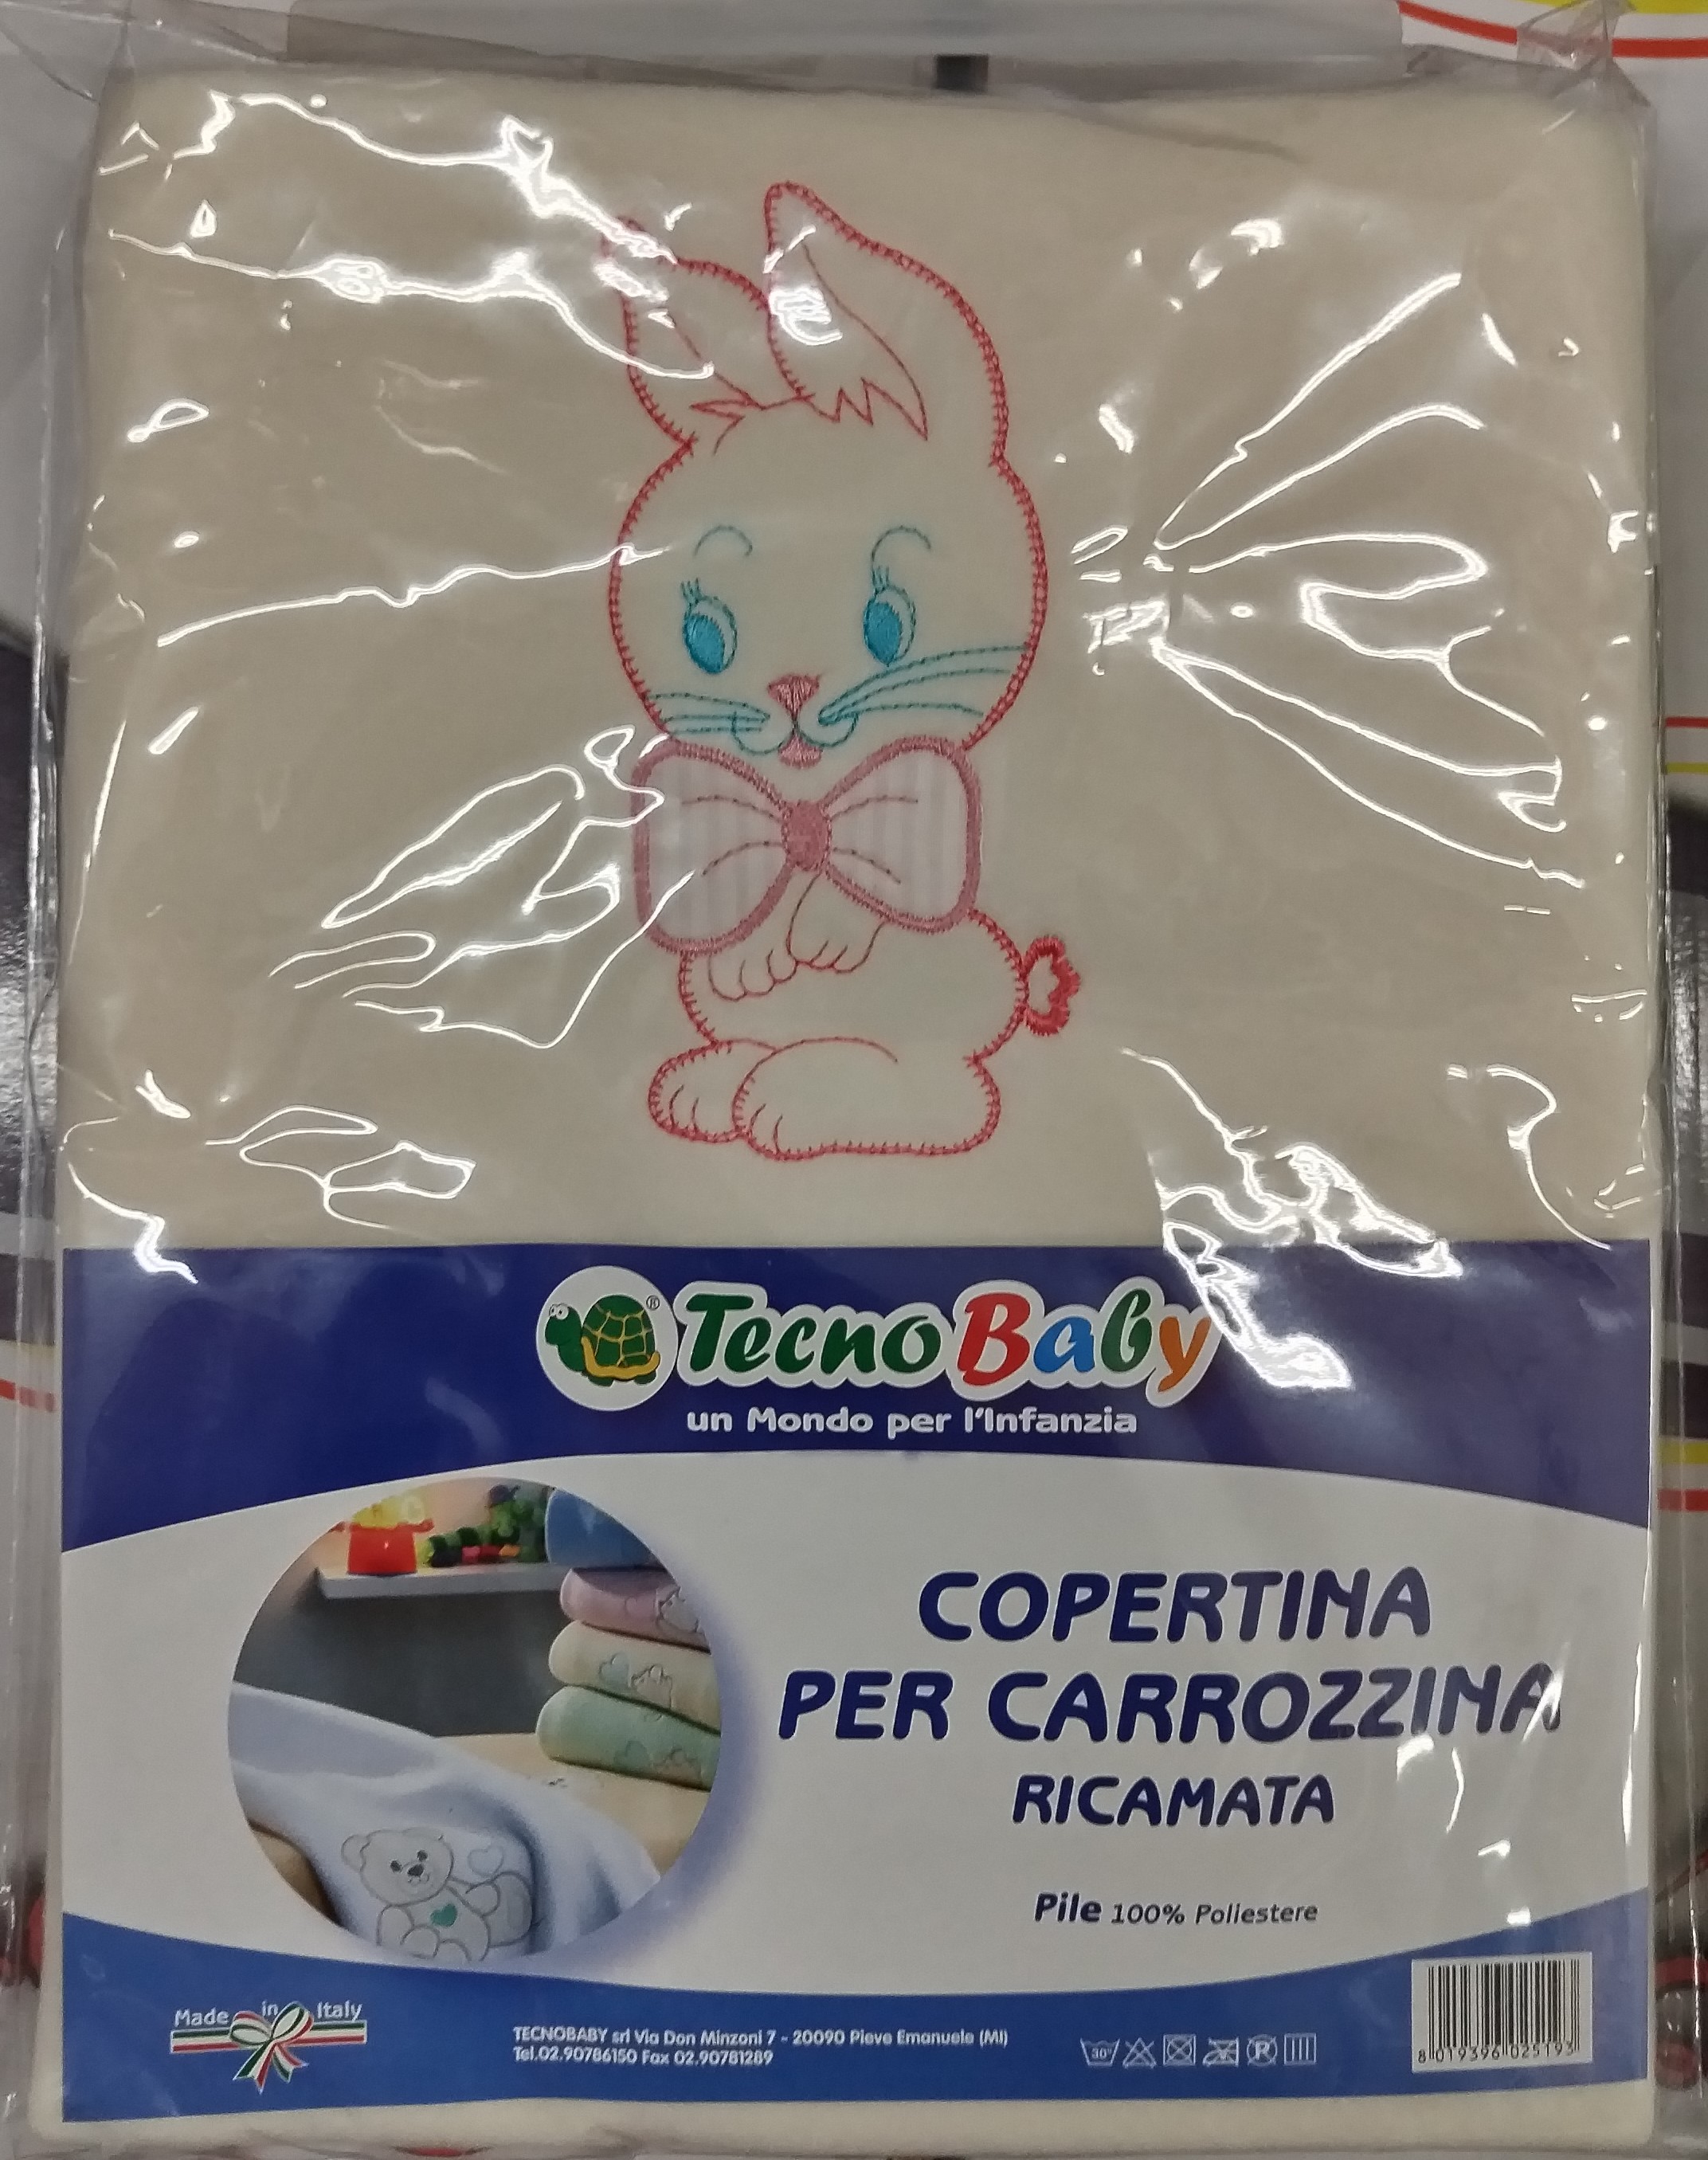 ®
TecnoBaby
un Mondo per l'Infanzia
COPERTINA
PER CARROZZINA
RICAMATA
Pile 100% Poliestere
Made in Italy
TECNOBABY srl Via Don Minzoni 7 - 20090 Pieve Emanuele (MI)
Tel.02.90786150 Fax 02.90781289
30°
P
8 019396 025193